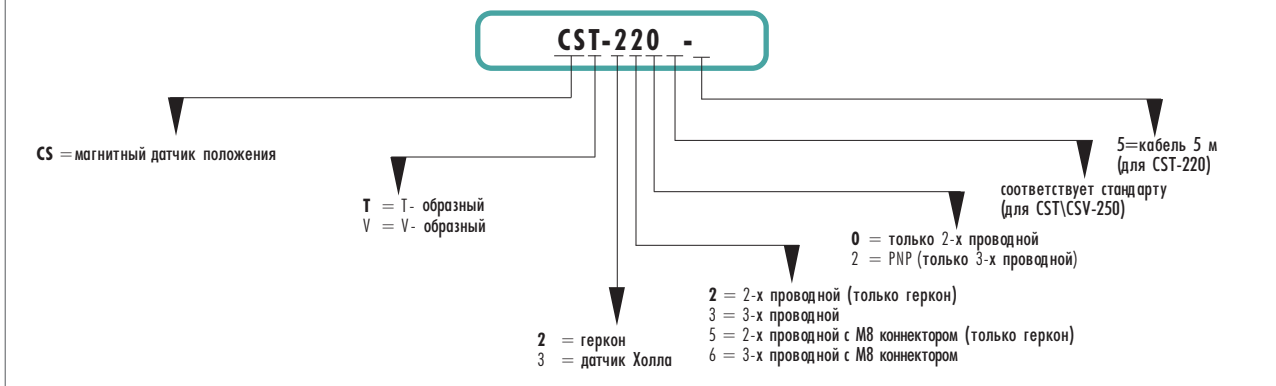 CST-220 -
CS = магнитный датчик положения
5=кабель 5 м
(для CST-220)
T = T- образный
V = V- образный
соответствует стандарту
(для CST\CSV-250)
0 = только 2-х проводной
2 = PNP (только 3-х проводной)
2 = 2-х проводной (только геркон)
3 = 3-х проводной
5 = 2-х проводной с M8 коннектором (только геркон)
6 = 3-х проводной с M8 коннектором
2 = геркон
3 = датчик Холла